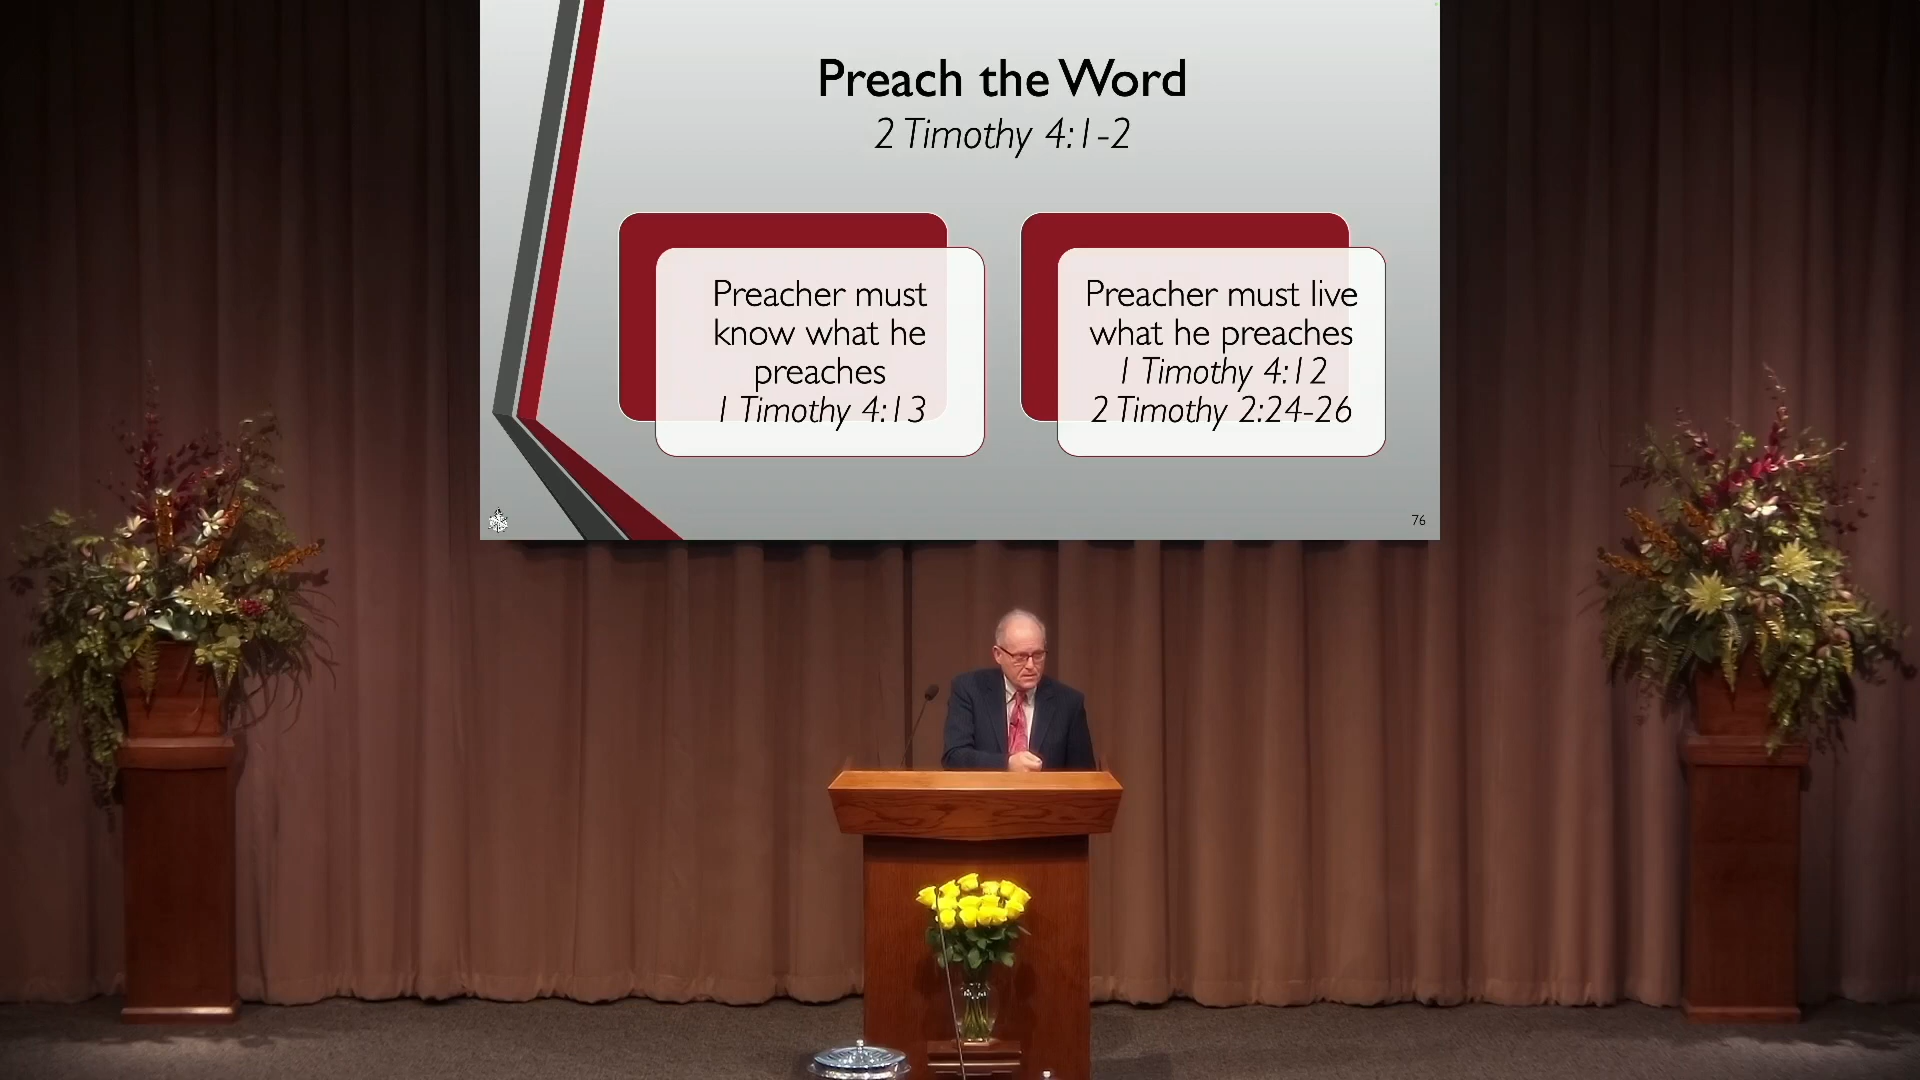 Preach the Word
2 Timothy 4:1-2
Preacher must
know what he
preaches
1 Timothy 4:13
Preacher must live
what he preaches
1 Timothy 4:12
2 Timothy 2:24-26
76